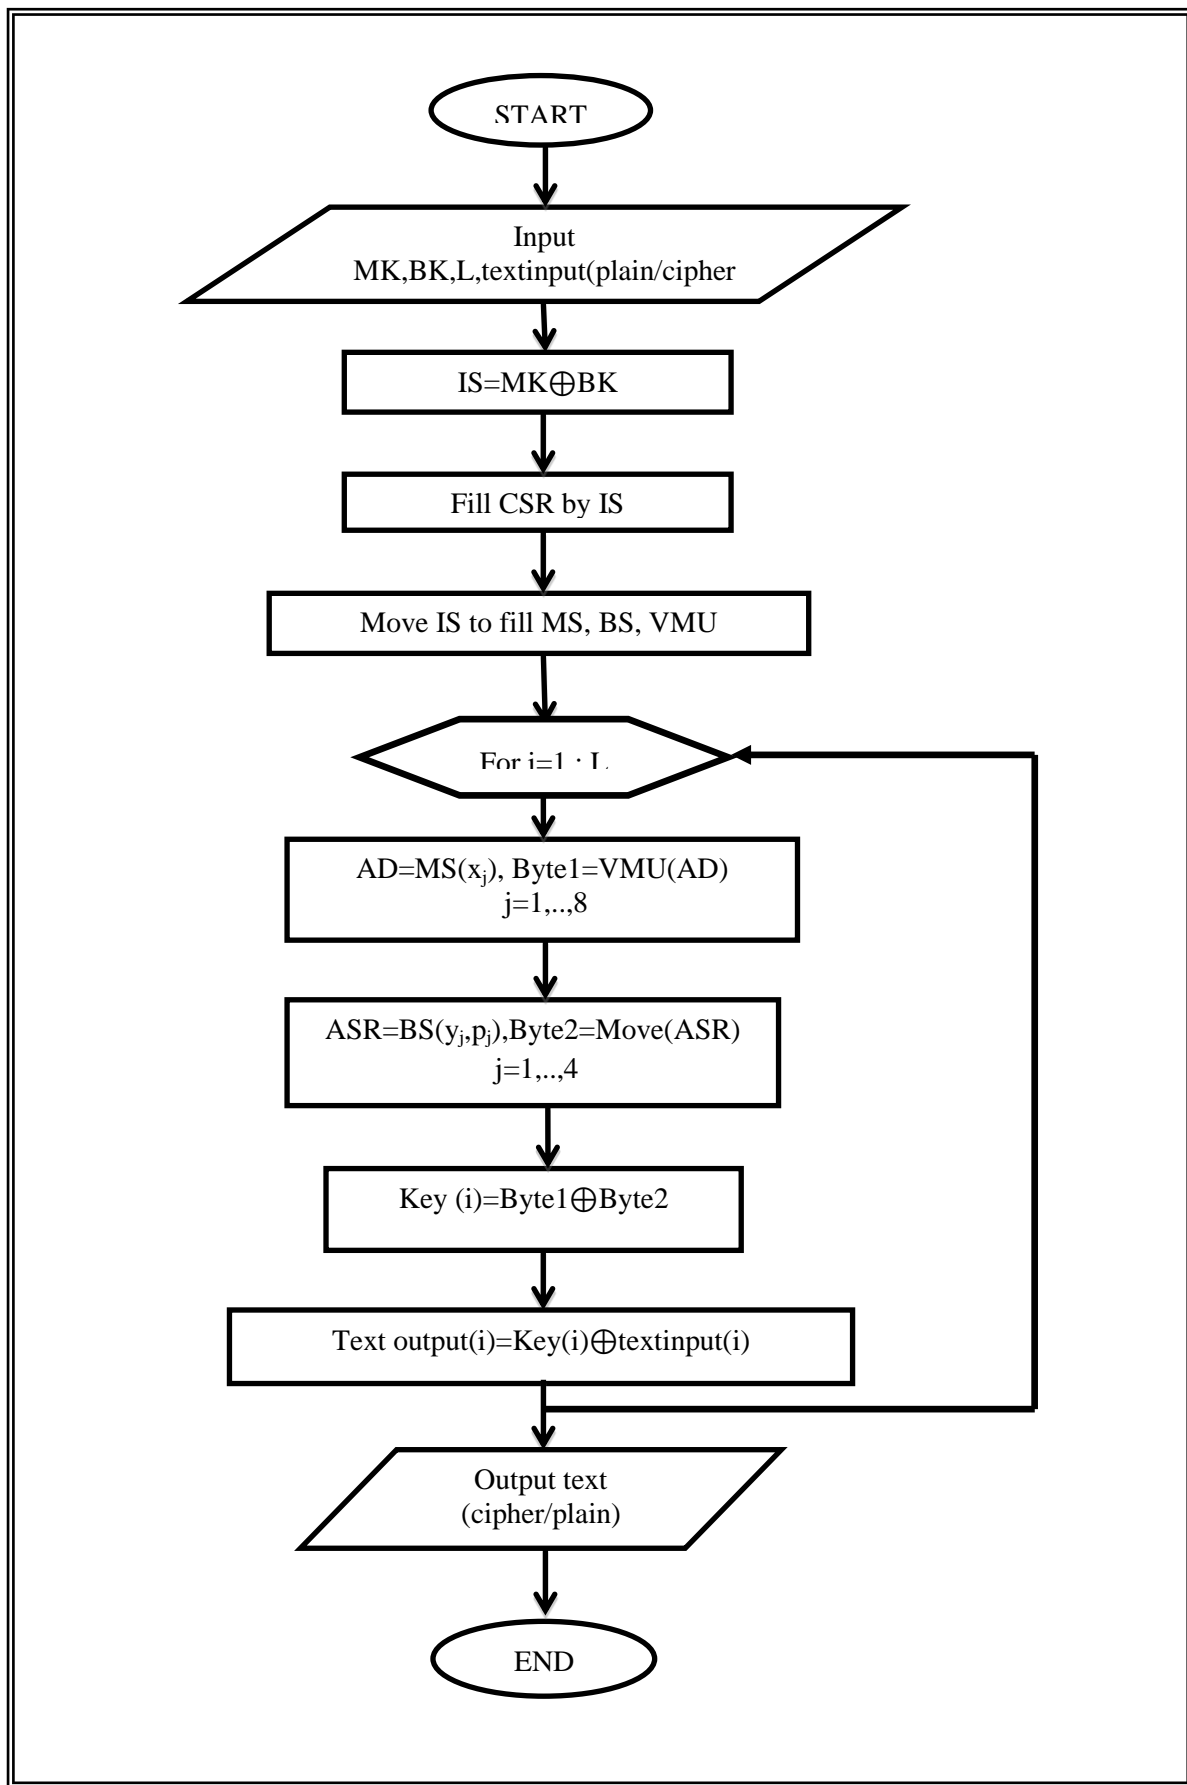 START
Input
MK,BK,L,textinput(plain/cipher
IS=MK⊕BK
Fill CSR by IS
Move IS to fill MS, BS, VMU
For i=1 : L
AD=MS(xj), Byte1=VMU(AD)
j=1,..,8
ASR=BS(yj,pj),Byte2=Move(ASR)
j=1,..,4
Key (i)=Byte1⊕Byte2
Text output(i)=Key(i)⊕textinput(i)
Output text
(cipher/plain)
END